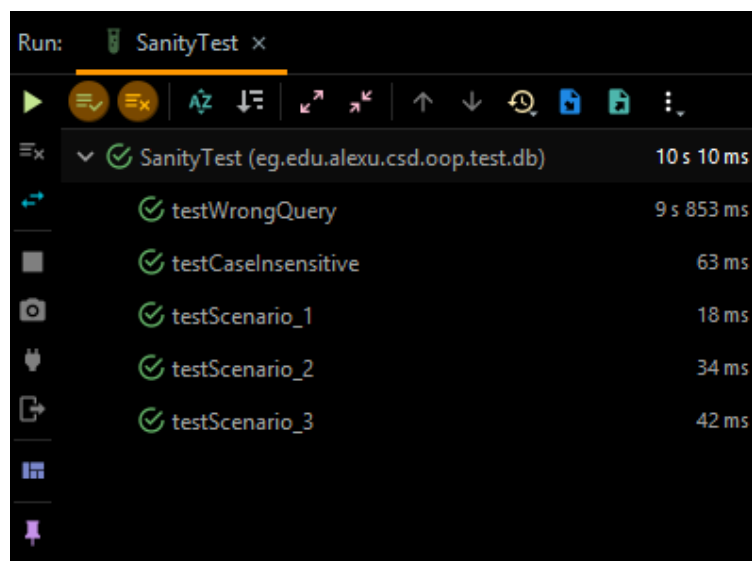 Run: SanityTest ×
AZ
SanityTest (eg.edu.alexu.csd.oop.test.db) 10 s 10 ms
testWrongQuery 9 s 853 ms
testCaseInsensitive 63 ms
testScenario_1 18 ms
testScenario_2 34 ms
testScenario_3 42 ms